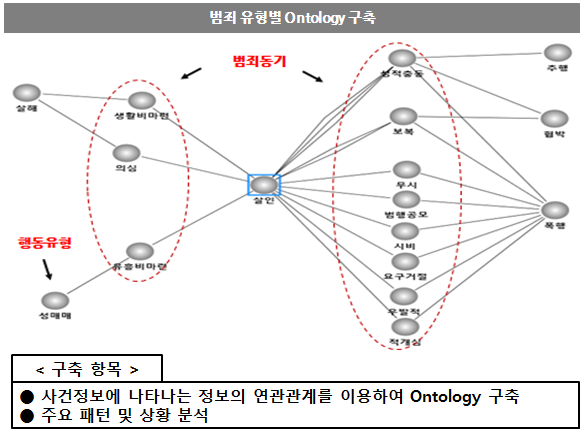 범죄 유형별 Ontology 구축
범죄동기
성적충동
추행
살해
생활비마련
보복
협박
의심
무시
살인
범행공모
폭행
시비
행동유형
유흥비마련
요구거절
성매매
우발적
적개심
< 구축 항목 >
● 사건정보에 나타나는 정보의 연관관계를 이용하여 Ontology 구축
● 주요 패턴 및 상황 분석